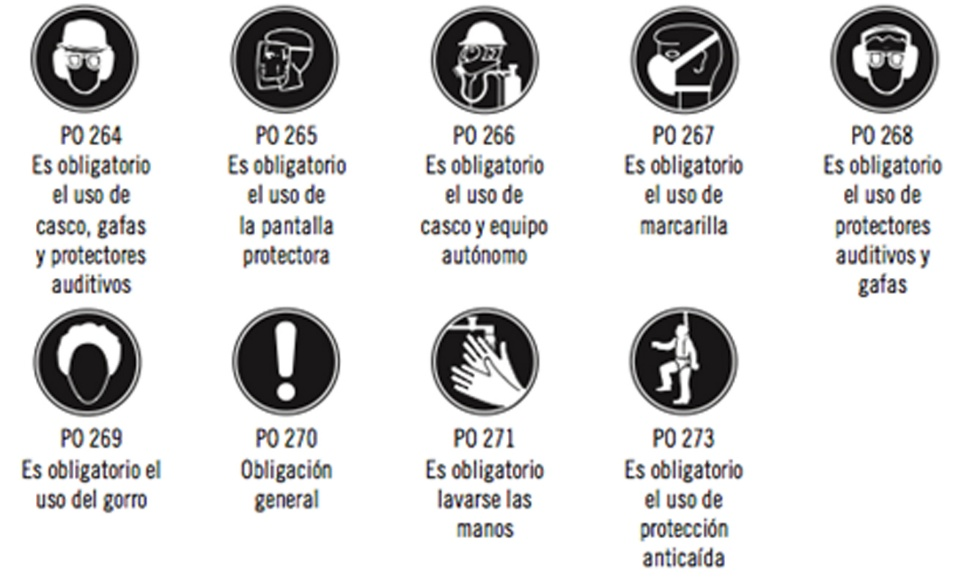 PO 264
Es obligatorio
el uso de
casco, gafas
y protectores
auditivos
PO 265
Es obligatorio
el uso de
la pantalla
protectora
PO 266
Es obligatorio
el uso de
casco y equipo
autónomo
PO 267
Es obligatorio
el uso de
marcarilla
PO 268
Es obligatorio
el uso de
protectores
auditivos y
gafas
PO 269
Es obligatorio el
uso del gorro
PO 270
Obligación
general
PO 271
Es obligatorio
lavarse las
manos
PO 273
Es obligatorio
el uso de
protección
anticaída